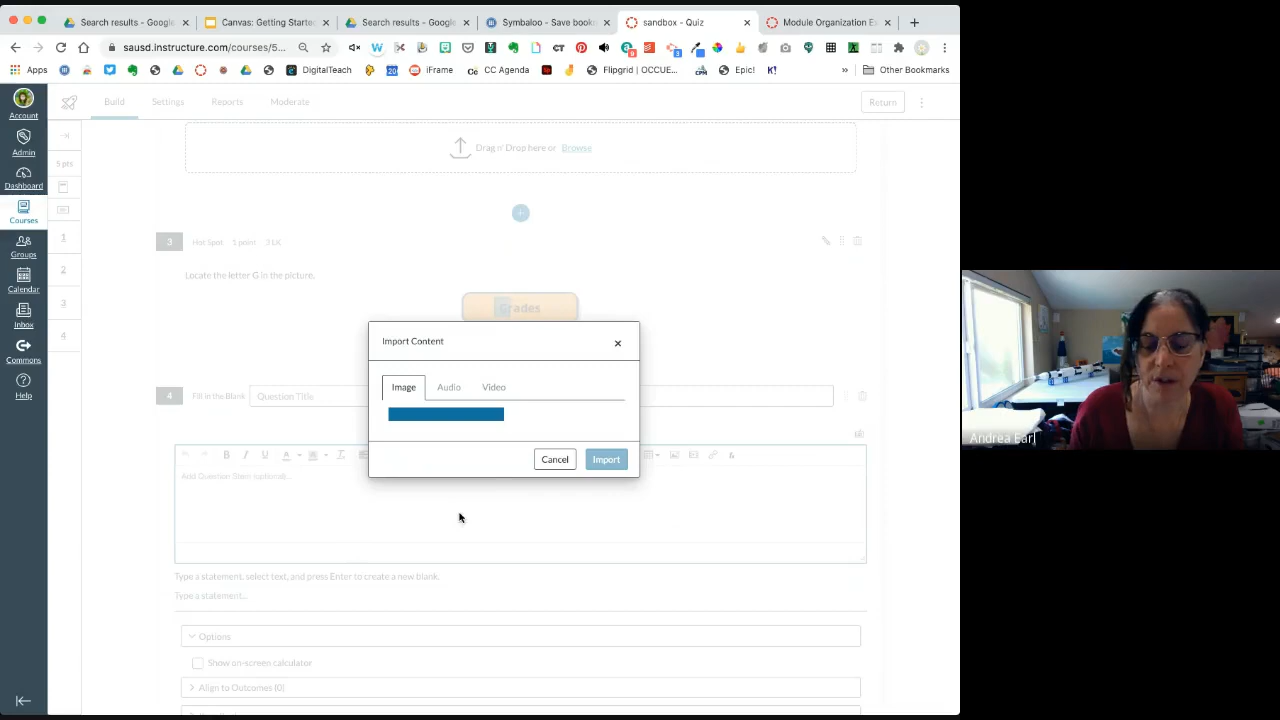 Search results - Google
Canvas: Getting Starte
Search results - Google
Symbaloo - Save book
sandbox - Quiz
Module Organization Ex
sausd.instructure.com/courses/5...
Apps
DigitalTeach
iFrame
CC Agenda
Flipgrid | OCCUE...
Epic!
K!
»
Other Bookmarks
Account
Admin
Dashboard
Courses
Groups
Calendar
Inbox
Commons
Help
Build
Settings
Reports
Moderate
Return
5 pts
1
2
3
4
Drag n' Drop here or Browse
3
Hot Spot
1 point
Locate the letter G in the picture.
Grades
Import Content
Image
Audio
Video
Cancel
Import
4
Fill in the Blank
Question Title
B I U A
Add Question Stem (optional)...
Type a statement, select text, and press Enter to create a new blank.
Type a statement...
Options
Show on-screen calculator
Align to Outcomes (0)
Andrea Earl